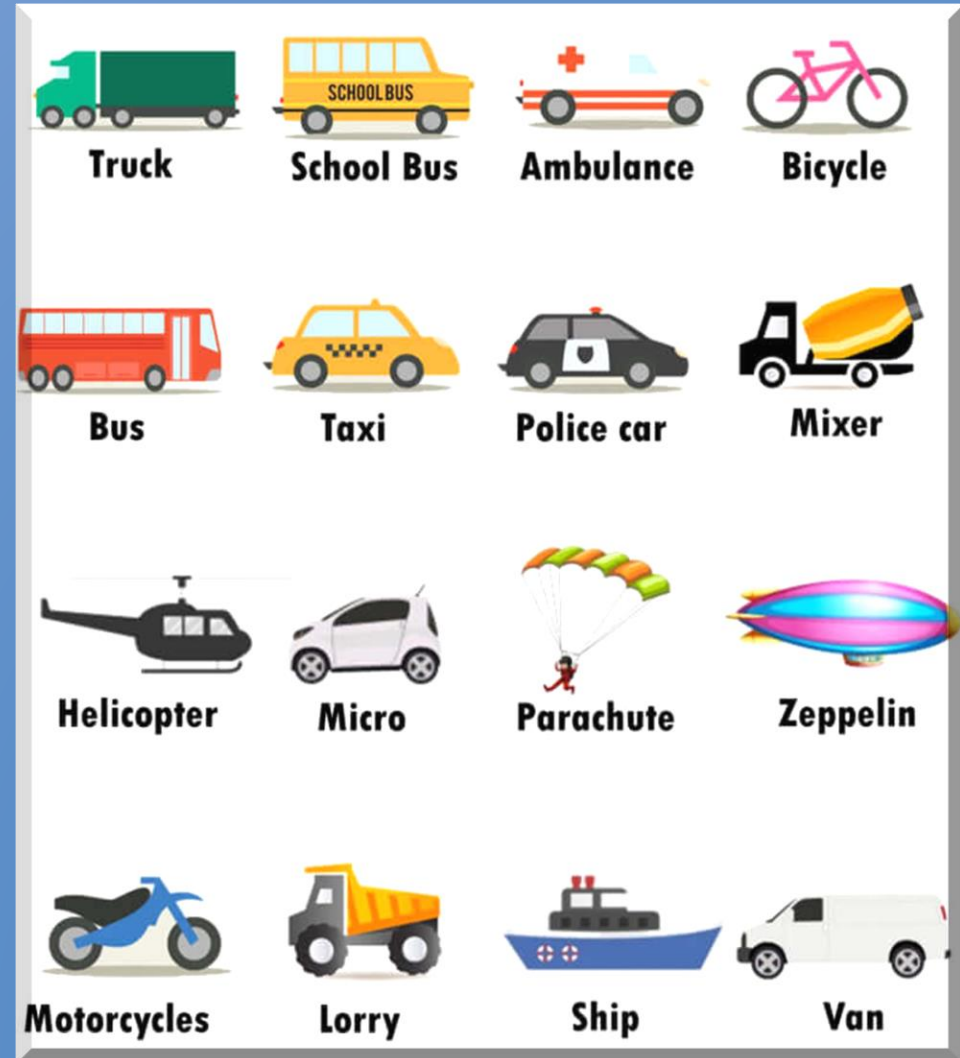 SCHOOL BUS
Truck School Bus Ambulance Bicycle
Bus Taxi Police car Mixer
Helicopter Micro Parachute Zeppelin
Motorcycles Lorry Ship Van